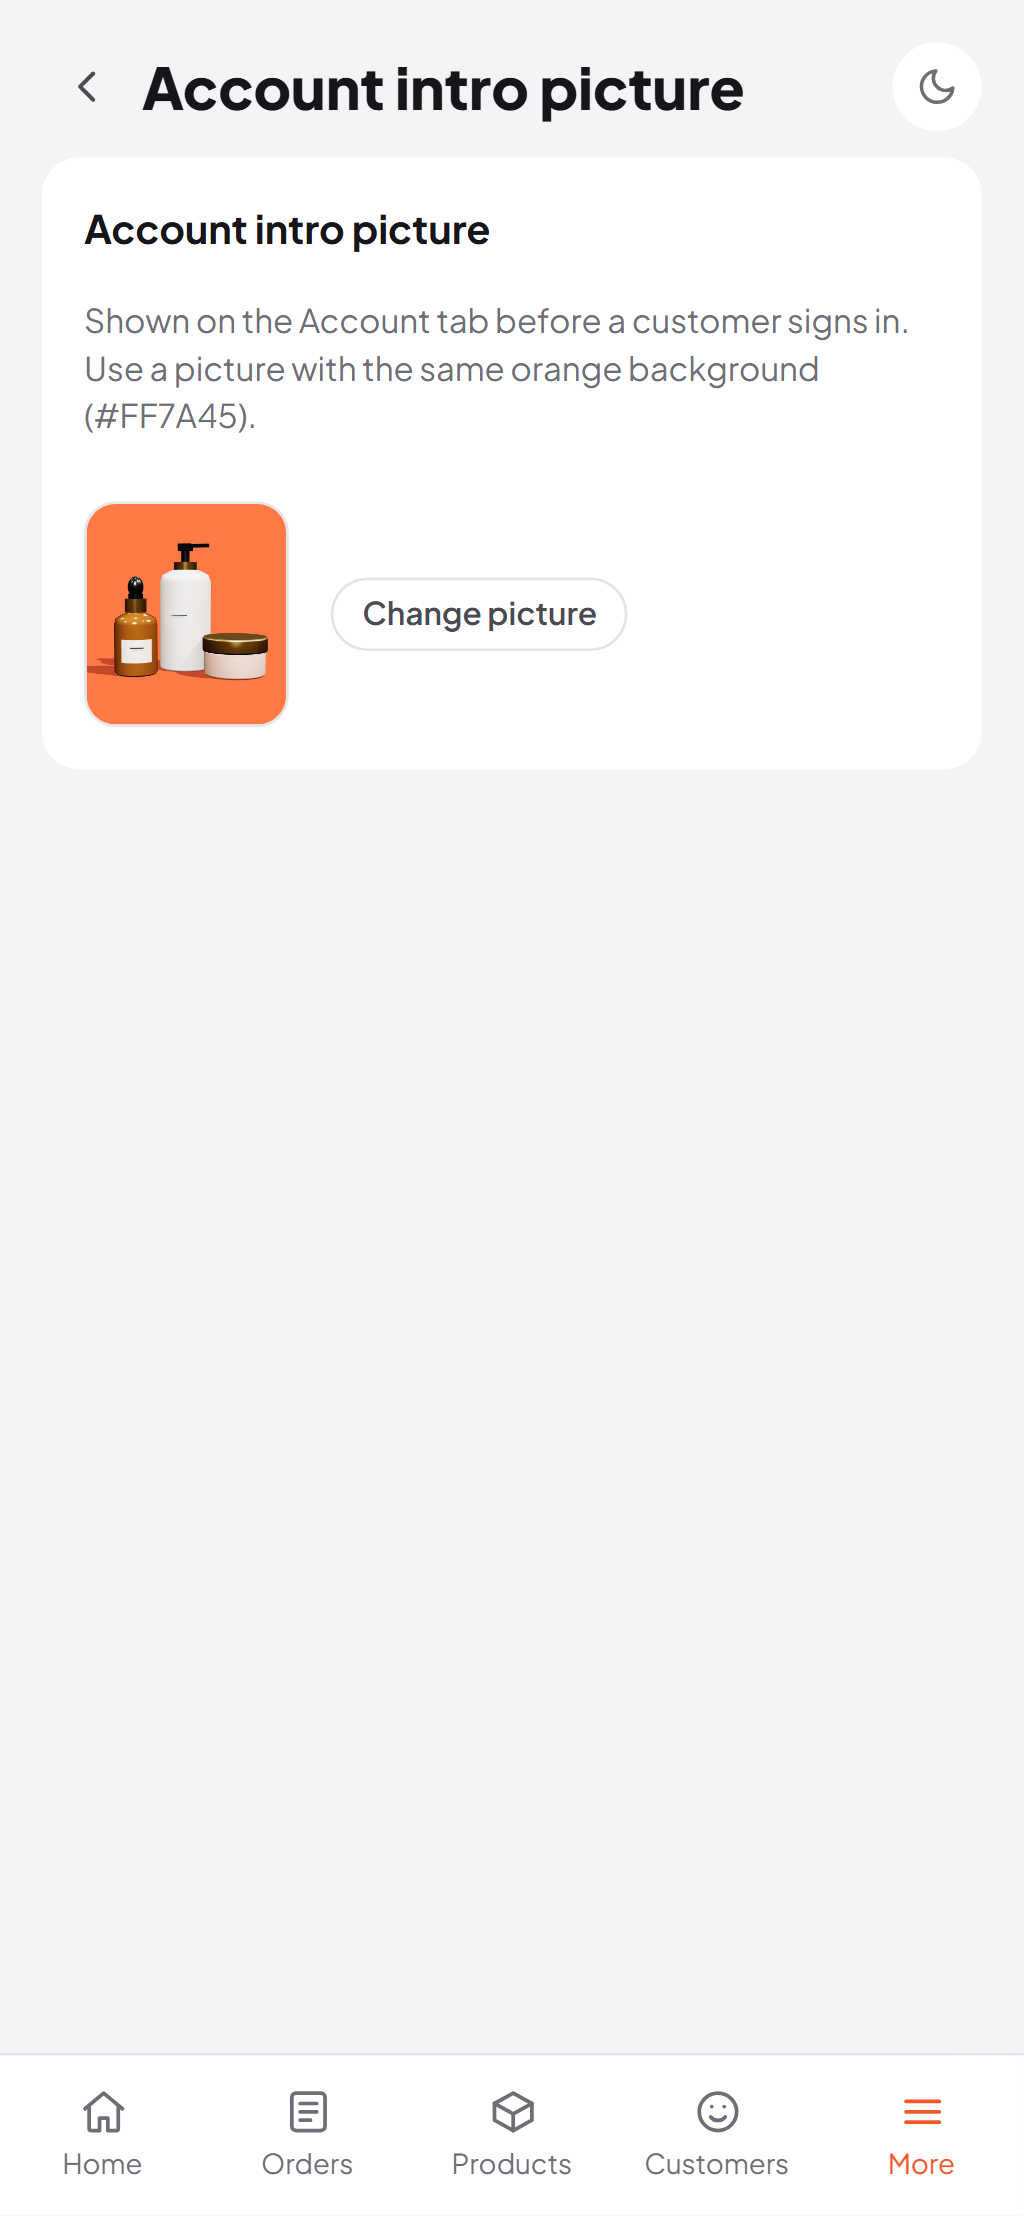 Account intro picture
Account intro picture
Shown on the Account tab before a customer signs in.
Use a picture with the same orange background
(#FF7A45).
Change picture
Home
Orders
Products
Customers
More